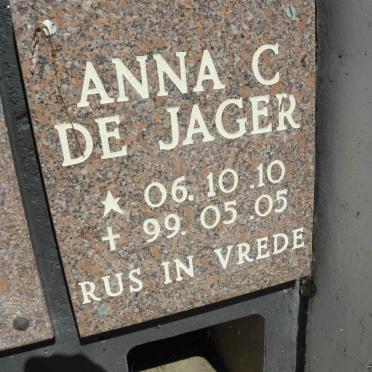 ANNA C
DE JAGER
★ 06.10.10
+ 99.05.05
RUS IN VREDE